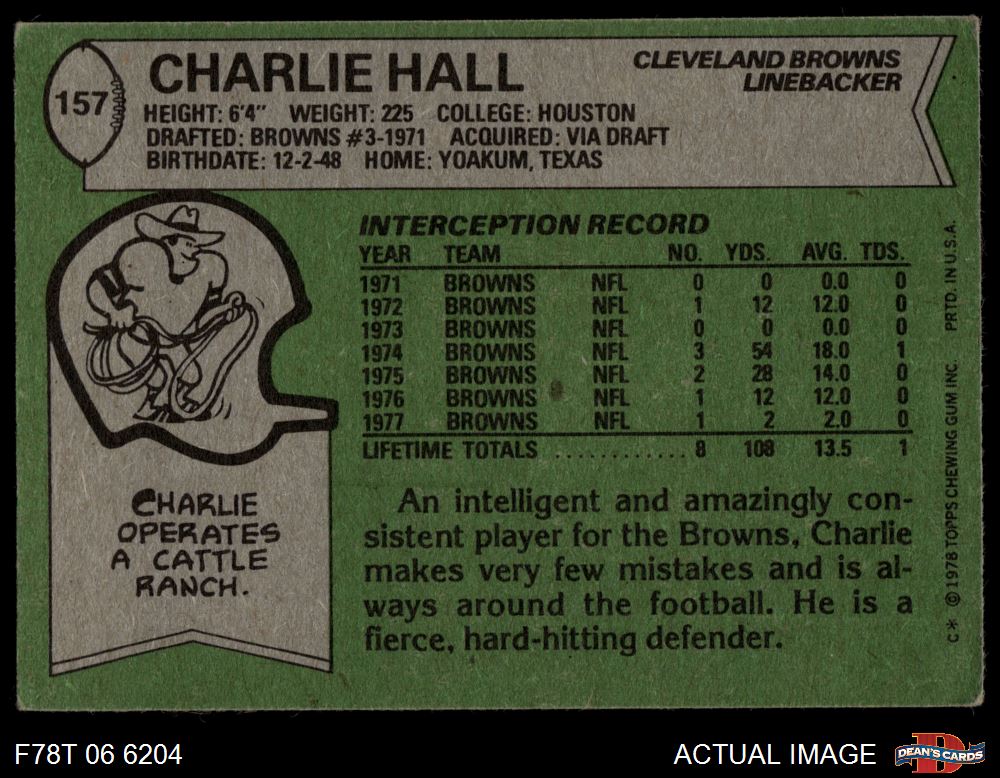 157
CHARLIE HALL
CLEVELAND BROWNS
LINEBACKER
HEIGHT: 6'4" WEIGHT: 225 COLLEGE: HOUSTON
DRAFTED: BROWNS #3-1971 ACQUIRED: VIA DRAFT
BIRTHDATE: 12-2-48 HOME: YOAKUM, TEXAS
INTERCEPTION RECORD
YEAR TEAM NO. YDS. AVG. TDS.
1971 BROWNS NFL 0 0 0.0 0
1972 BROWNS NFL 1 12 12.0 0
1973 BROWNS NFL 0 0 0.0 0
1974 BROWNS NFL 3 54 18.0 1
1975 BROWNS NFL 2 28 14.0 0
1976 BROWNS NFL 1 12 12.0 0
1977 BROWNS NFL 1 2 2.0 0
LIFETIME TOTALS ............ 8 108 13.5 1
CHARLIE
OPERATES
A CATTLE
RANCH.
An intelligent and amazingly con-
sistent player for the Browns, Charlie
makes very few mistakes and is al-
ways around the football. He is a
fierce, hard-hitting defender.
C* © 1978 TOPPS CHEWING GUM INC. PRTD. IN U.S.A.
F78T 06 6204
ACTUAL IMAGE
D
DEAN'S CARDS